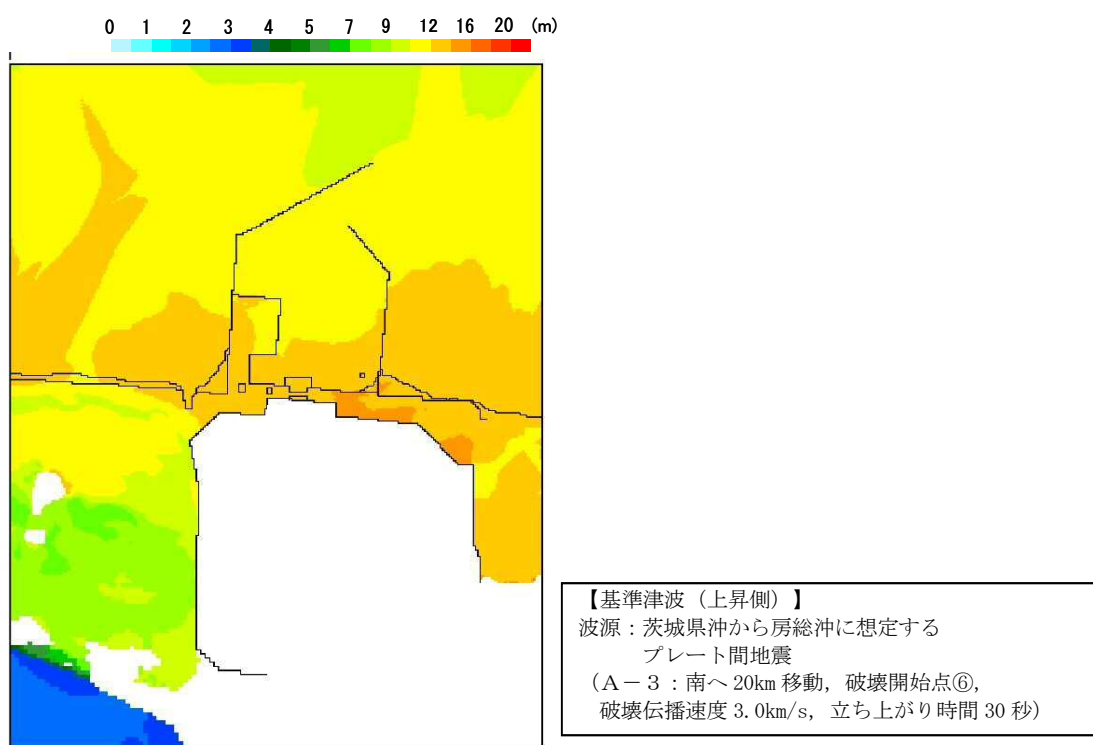 0 1 2 3 4 5 7 9 12 16 20 (m)
【基準津波（上昇側）】
波源：茨城県沖から房総沖に想定する
プレート間地震
（Ａ－３：南へ 20km 移動，破壊開始点⑥，
破壊伝播速度 3.0km/s，立ち上がり時間 30 秒）